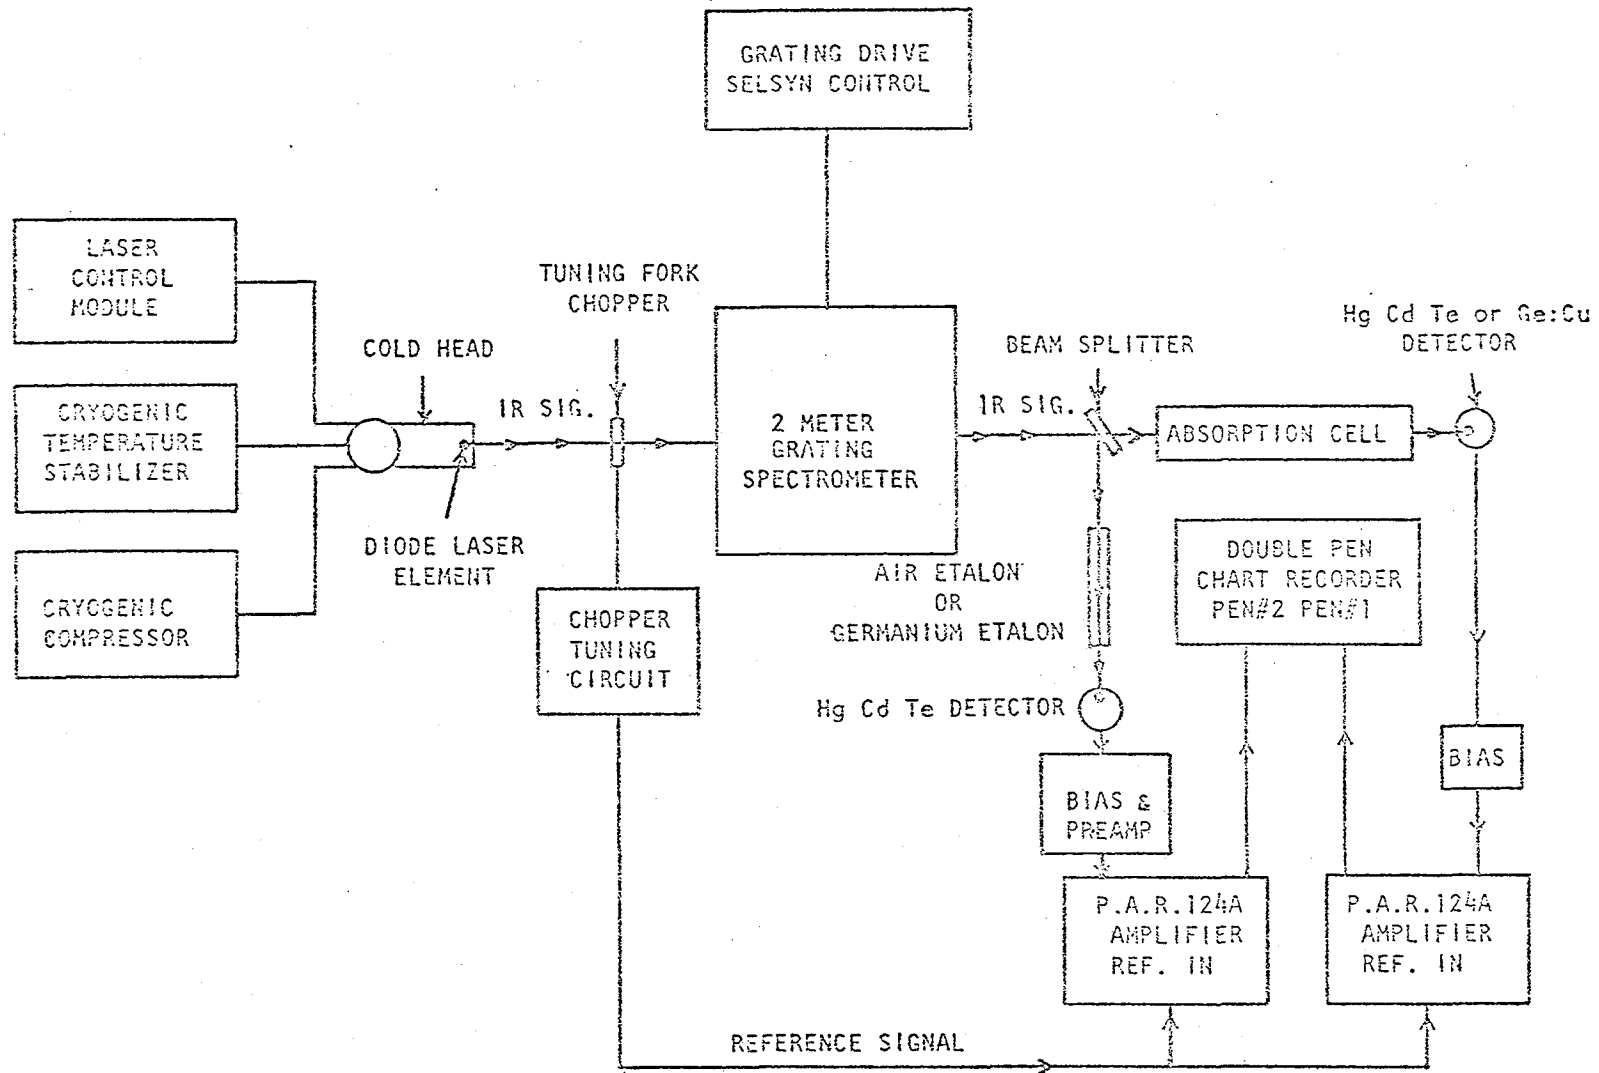 GRATING DRIVE
SELSYN CONTROL
LASER
CONTROL
MODULE
TUNING FORK
CHOPPER
Hg Cd Te or Ge:Cu
DETECTOR
COLD HEAD
BEAM SPLITTER
IR SIG.
IR SIG.
CRYOGENIC
TEMPERATURE
STABILIZER
2 METER
GRATING
SPECTROMETER
ABSORPTION CELL
DIODE LASER
ELEMENT
DOUBLE PEN
CHART RECORDER
PEN#2 PEN#1
AIR ETALON
OR
GERMANIUM ETALON
CRYOGENIC
COMPRESSOR
CHOPPER
TUNING
CIRCUIT
Hg Cd Te DETECTOR
BIAS
BIAS &
PREAMP
P.A.R.124A
AMPLIFIER
REF. IN
P.A.R.124A
AMPLIFIER
REF. IN
REFERENCE SIGNAL